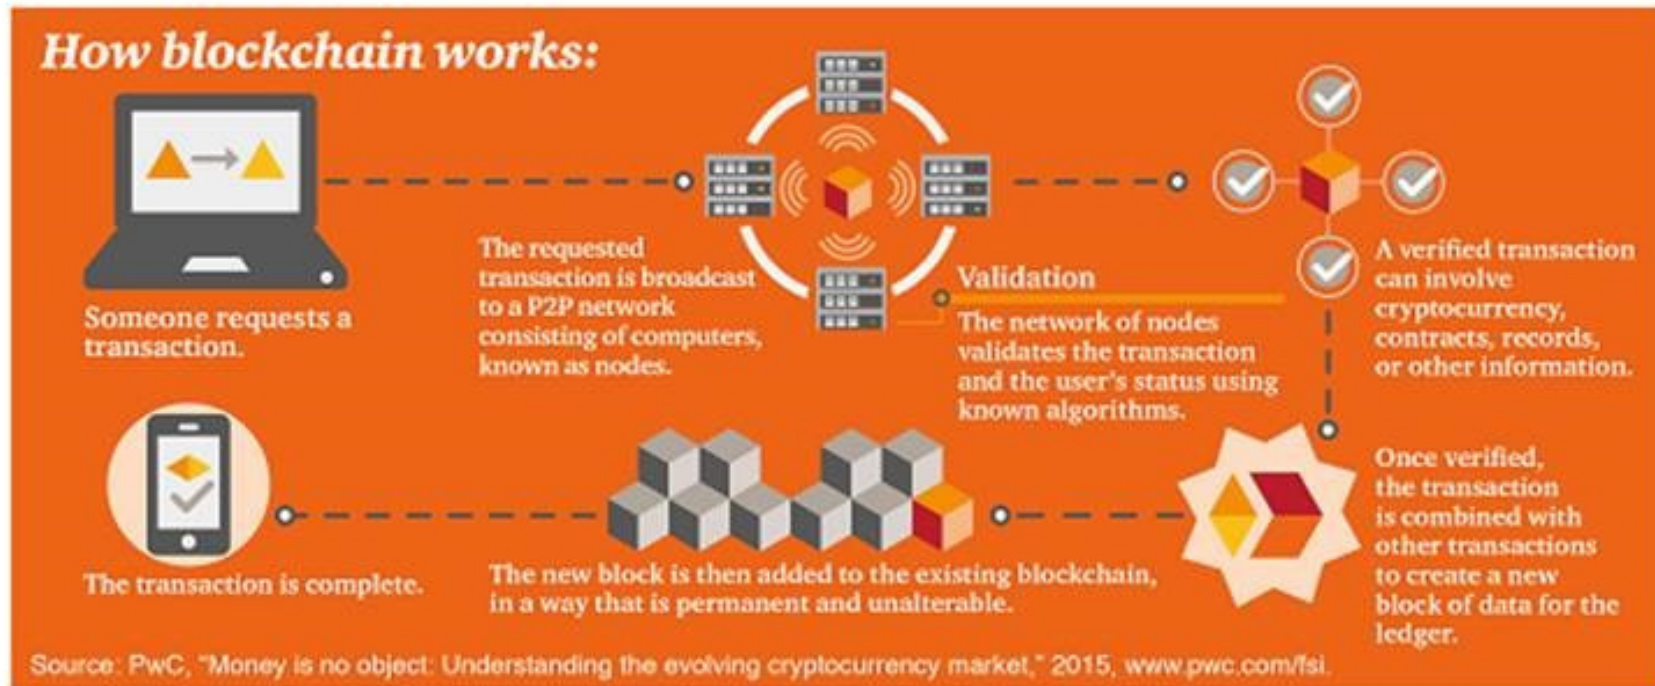 How blockchain works:
Someone requests a
transaction.
The requested
transaction is broadcast
to a P2P network
consisting of computers,
known as nodes.
Validation
The network of nodes
validates the transaction
and the user's status using
known algorithms.
A verified transaction
can involve
cryptocurrency,
contracts, records,
or other information.
Once verified,
the transaction
is combined with
other transactions
to create a new
block of data for the
ledger.
The new block is then added to the existing blockchain,
in a way that is permanent and unalterable.
The transaction is complete.
Source: PwC, "Money is no object: Understanding the evolving cryptocurrency market," 2015, www.pwc.com/fsi.